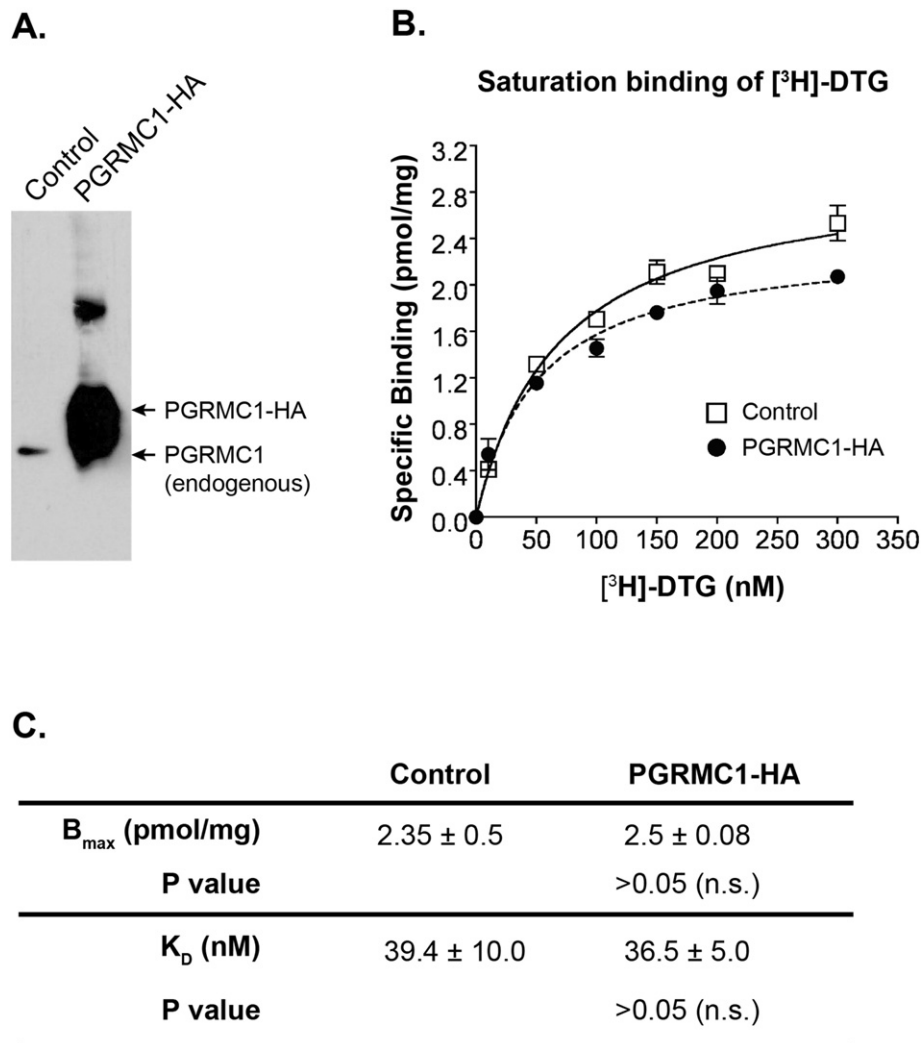 A.
Control
PGRMC1-HA
PGRMC1-HA
PGRMC1
(endogenous)
B.
Saturation binding of [³H]-DTG
Specific Binding (pmol/mg)
3.2
2.8
2.4
2.0
1.6
1.2
0.8
0.4
0.0
0 50 100 150 200 250 300 350
[³H]-DTG (nM)
Control
PGRMC1-HA
C.
Control PGRMC1-HA
Bmax (pmol/mg) 2.35 ± 0.5 2.5 ± 0.08
P value >0.05 (n.s.)
KD (nM) 39.4 ± 10.0 36.5 ± 5.0
P value >0.05 (n.s.)